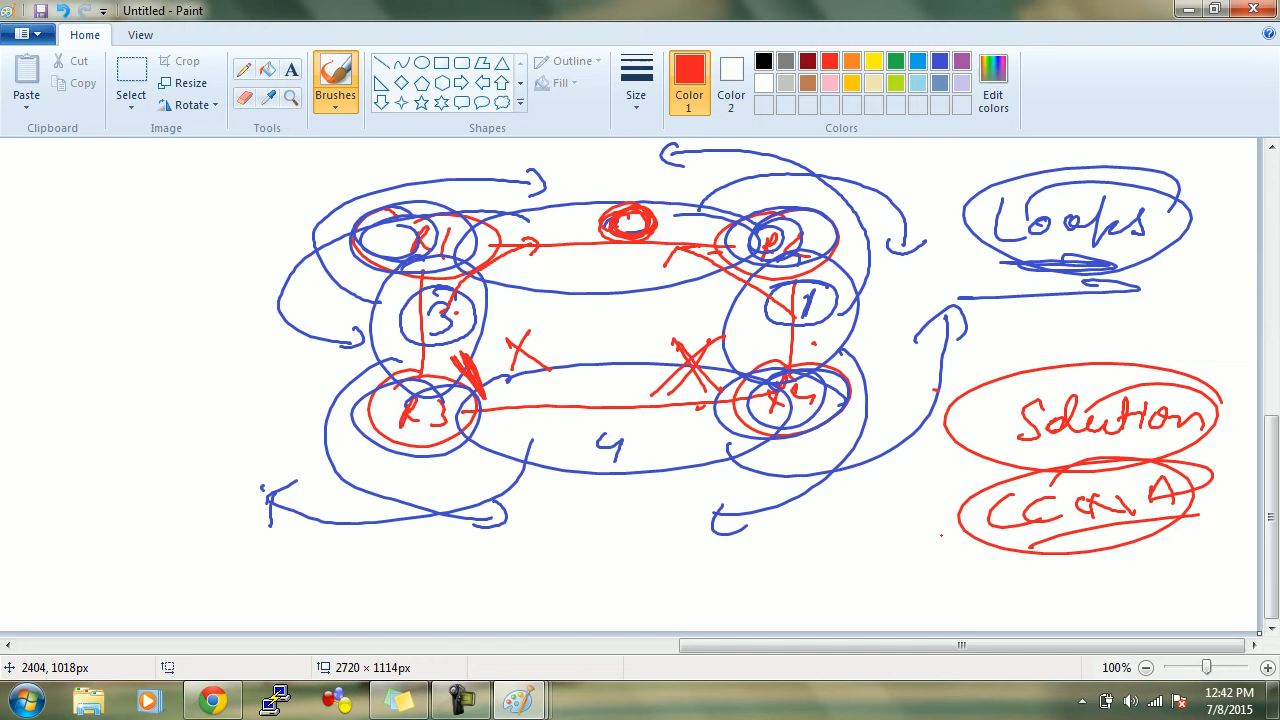 Untitled - Paint
Home View
Paste
Cut
Copy
Clipboard
Select
Crop
Resize
Rotate
Image
A
Tools
Brushes
Outline
Fill
Shapes
Size
Color 1
Color 2
Edit colors
Colors
R1
3
1
R3
R4
4
Loops
Solution
CCNA
2404, 1018px
2720 × 1114px
100%
12:42 PM
7/8/2015